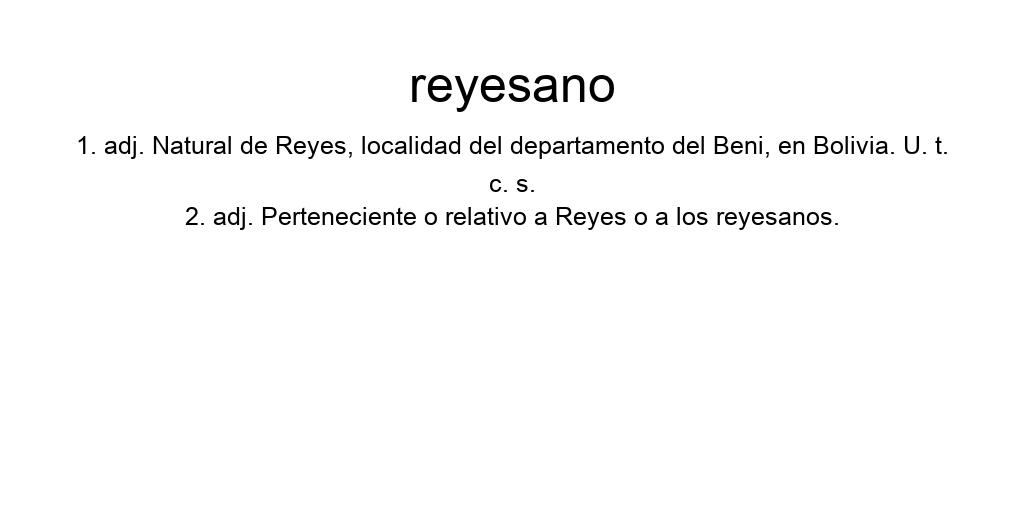 reyesano
1. adj. Natural de Reyes, localidad del departamento del Beni, en Bolivia. U. t.
c. s.
2. adj. Perteneciente o relativo a Reyes o a los reyesanos.